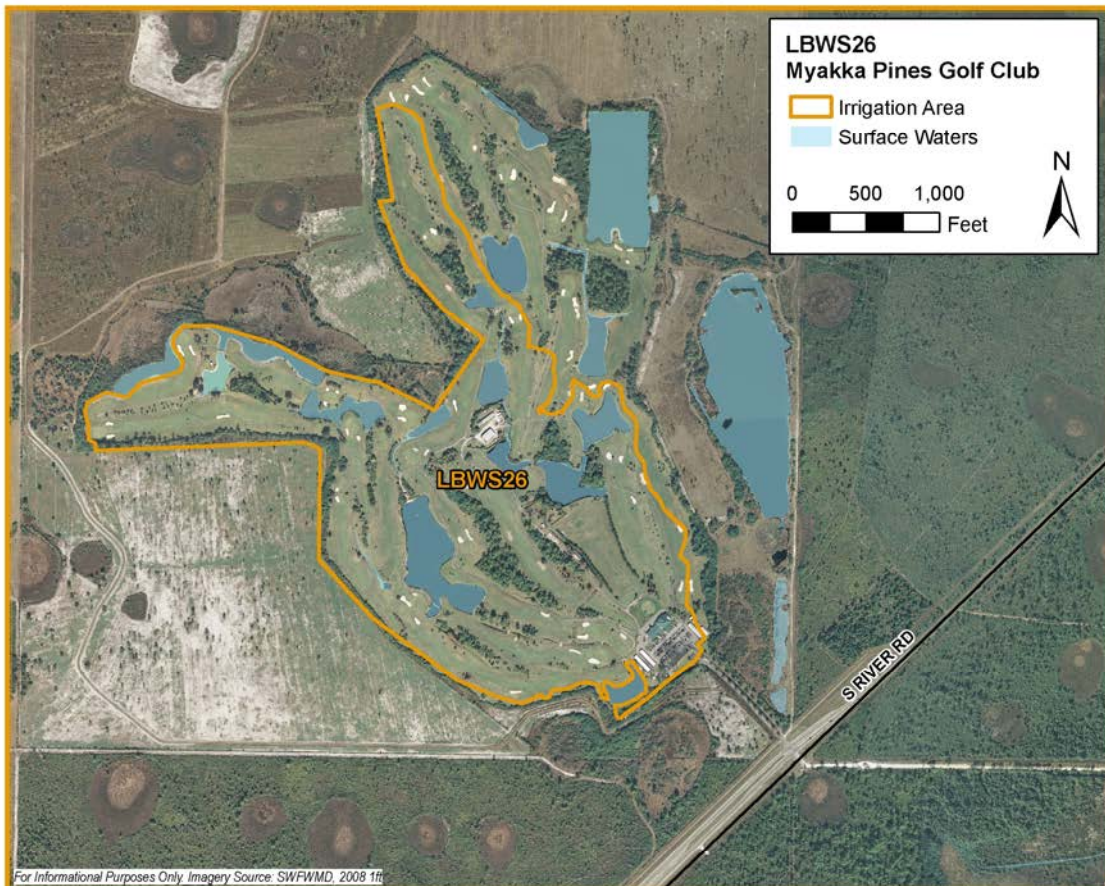 LBWS26
Myakka Pines Golf Club
Irrigation Area
Surface Waters
N
0 500 1,000
Feet
LBWS26
S RIVER RD
For Informational Purposes Only. Imagery Source: SWFWMD, 2008 1ft